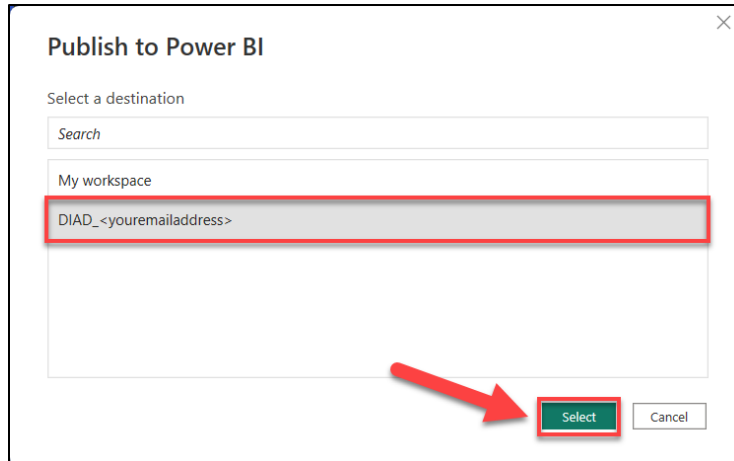 Publish to Power BI
Select a destination
Search
My workspace
DIAD_<youremailaddress>
Select Cancel